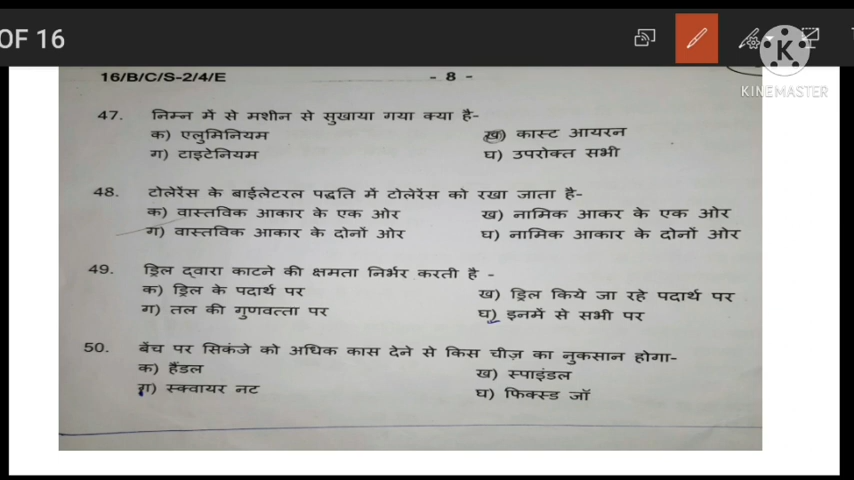 OF 16
KINEMASTER
16/B/C/S-2/4/E - 8 -
47. निम्न में से मशीन से सुखाया गया क्या है-
क) एलुमिनियम ख) कास्ट आयरन
ग) टाइटेनियम घ) उपरोक्त सभी
48. टोलेरेंस के बाईलेटरल पद्धति में टोलेरेंस को रखा जाता है-
क) वास्तविक आकार के एक ओर ख) नामिक आकर के एक ओर
ग) वास्तविक आकार के दोनों ओर घ) नामिक आकार के दोनों ओर
49. ड्रिल द्वारा काटने की क्षमता निर्भर करती है -
क) ड्रिल के पदार्थ पर ख) ड्रिल किये जा रहे पदार्थ पर
ग) तल की गुणवत्ता पर घ) इनमें से सभी पर
50. बेंच पर सिकंजे को अधिक कास देने से किस चीज़ का नुकसान होगा-
क) हैंडल ख) स्पाइंडल
ग) स्क्वायर नट घ) फिक्स्ड जॉ